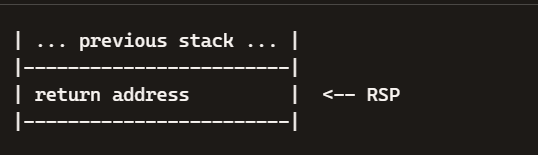 | ... previous stack ... |
|------------------------|
| return address         |  <-- RSP
|------------------------|